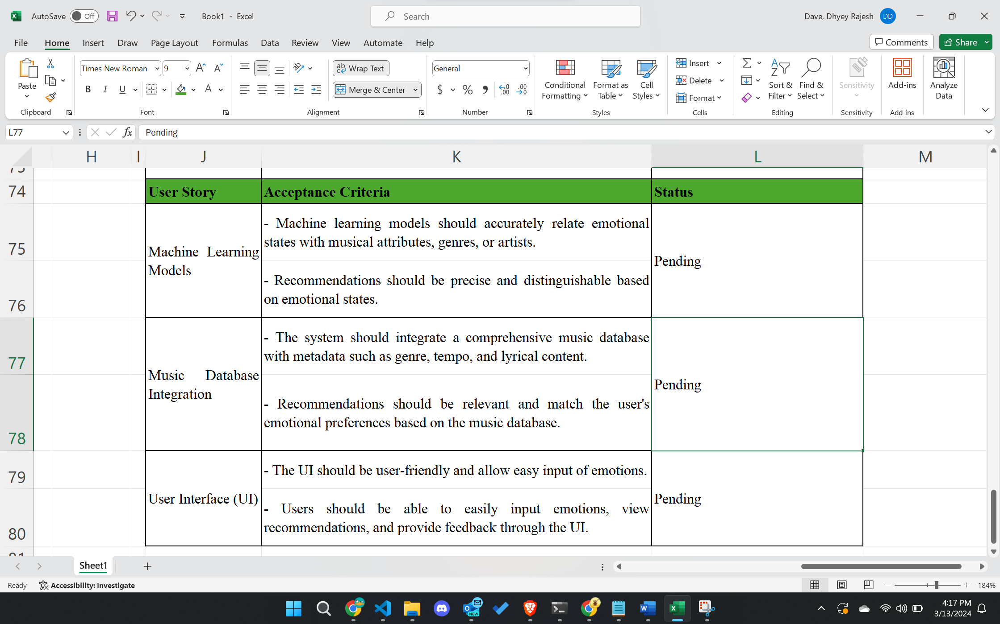 AutoSave Off Book1 - Excel Search Dave, Dhyey Rajesh DD
File Home Insert Draw Page Layout Formulas Data Review View Automate Help Comments Share
Paste
Clipboard
Times New Roman 9
B I U A
Font
Wrap Text
Merge & Center
Alignment
General
$ % 9 .00
Number
Conditional Formatting
Format as Table
Cell Styles
Styles
Insert
Delete
Format
Cells
Sort & Filter
Find & Select
Editing
Sensitivity
Sensitivity
Add-ins
Add-ins
Analyze Data
L77 fx Pending
H I J K L M
74 User Story Acceptance Criteria Status
75
76
Machine Learning
Models
- Machine learning models should accurately relate emotional
states with musical attributes, genres, or artists.
- Recommendations should be precise and distinguishable based
on emotional states.
Pending
77
78
Music Database
Integration
- The system should integrate a comprehensive music database
with metadata such as genre, tempo, and lyrical content.
- Recommendations should be relevant and match the user's
emotional preferences based on the music database.
Pending
79
80
User Interface (UI)
- The UI should be user-friendly and allow easy input of emotions.
- Users should be able to easily input emotions, view
recommendations, and provide feedback through the UI.
Pending
Sheet1
Ready Accessibility: Investigate 184%
4:17 PM
3/13/2024